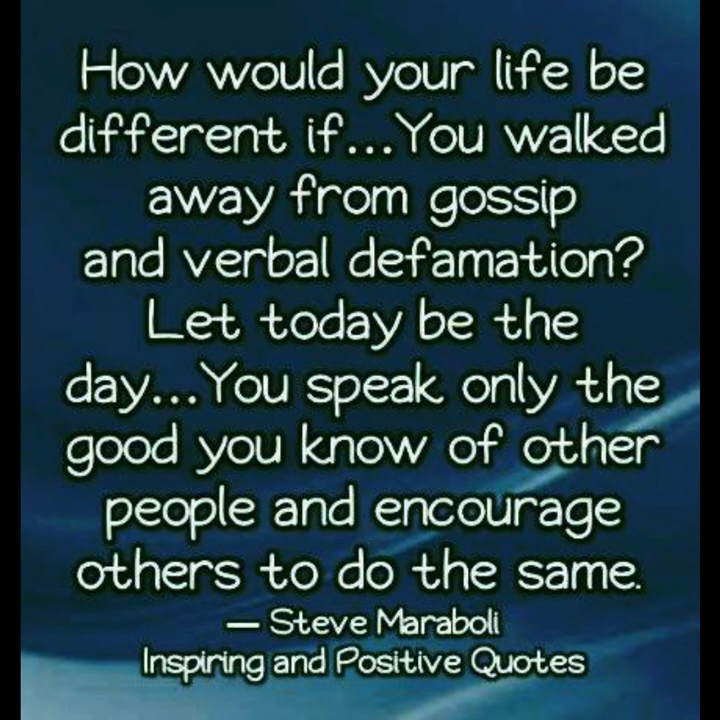 How would your life be
different if...You walked
away from gossip
and verbal defamation?
Let today be the
day...You speak only the
good you know of other
people and encourage
others to do the same.
— Steve Maraboli
Inspiring and Positive Quotes